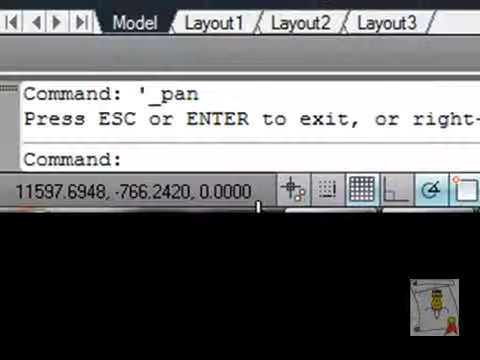 Model Layout1 Layout2 Layout3
Command: '_pan
Press ESC or ENTER to exit, or right-
Command:
11597.6948, -766.2420, 0.0000